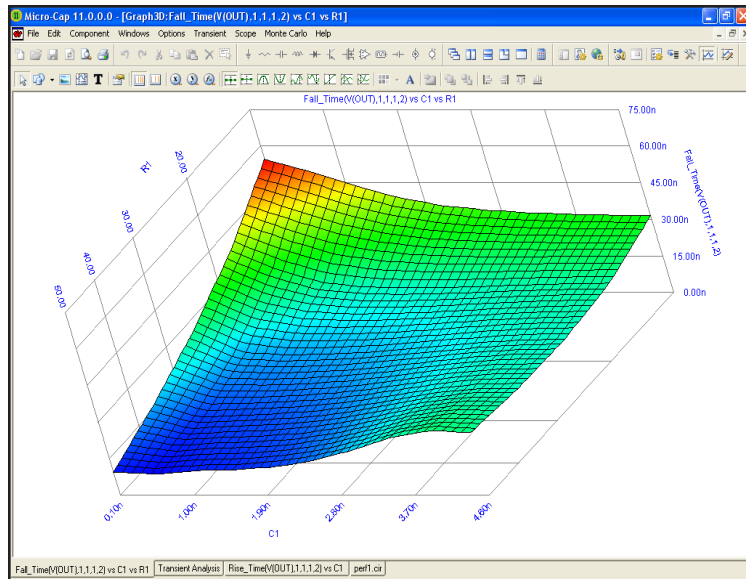 Micro-Cap 11.0.0.0 - [Graph3D:Fall_Time(V(OUT),1,1,1,2) vs C1 vs R1]
File Edit Component Windows Options Transient Scope Monte Carlo Help
T A
Fall_Time(V(OUT),1,1,1,2) vs C1 vs R1
75.00n
60.00n
45.00n
30.00n
15.00n
0.00n
Fall_Time(V(OUT),1,1,1,2)
R1
20.00
30.00
40.00
50.00
0.10n
1.00n
1.90n
2.80n
3.70n
4.60n
C1
Fall_Time(V(OUT),1,1,1,2) vs C1 vs R1 Transient Analysis Rise_Time(V(OUT),1,1,1,2) vs C1 perf1.cir